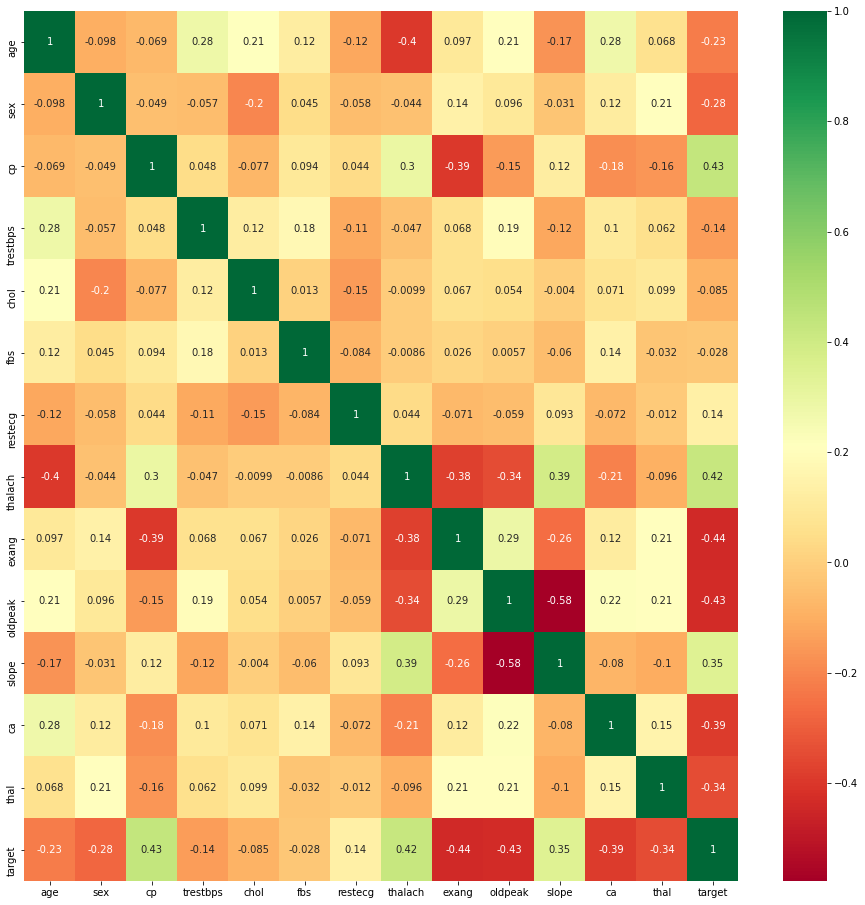 age 1 -0.098 -0.069 0.28 0.21 0.12 -0.12 -0.4 0.097 0.21 -0.17 0.28 0.068 -0.23
sex -0.098 1 -0.049 -0.057 -0.2 0.045 -0.058 -0.044 0.14 0.096 -0.031 0.12 0.21 -0.28
cp -0.069 -0.049 1 0.048 -0.077 0.094 0.044 0.3 -0.39 -0.15 0.12 -0.18 -0.16 0.43
trestbps 0.28 -0.057 0.048 1 0.12 0.18 -0.11 -0.047 0.068 0.19 -0.12 0.1 0.062 -0.14
chol 0.21 -0.2 -0.077 0.12 1 0.013 -0.15 -0.0099 0.067 0.054 -0.004 0.071 0.099 -0.085
fbs 0.12 0.045 0.094 0.18 0.013 1 -0.084 -0.0086 0.026 0.0057 -0.06 0.14 -0.032 -0.028
restecg -0.12 -0.058 0.044 -0.11 -0.15 -0.084 1 0.044 -0.071 -0.059 0.093 -0.072 -0.012 0.14
thalach -0.4 -0.044 0.3 -0.047 -0.0099 -0.0086 0.044 1 -0.38 -0.34 0.39 -0.21 -0.096 0.42
exang 0.097 0.14 -0.39 0.068 0.067 0.026 -0.071 -0.38 1 0.29 -0.26 0.12 0.21 -0.44
oldpeak 0.21 0.096 -0.15 0.19 0.054 0.0057 -0.059 -0.34 0.29 1 -0.58 0.22 0.21 -0.43
slope -0.17 -0.031 0.12 -0.12 -0.004 -0.06 0.093 0.39 -0.26 -0.58 1 -0.08 -0.1 0.35
ca 0.28 0.12 -0.18 0.1 0.071 0.14 -0.072 -0.21 0.12 0.22 -0.08 1 0.15 -0.39
thal 0.068 0.21 -0.16 0.062 0.099 -0.032 -0.012 -0.096 0.21 0.21 -0.1 0.15 1 -0.34
target -0.23 -0.28 0.43 -0.14 -0.085 -0.028 0.14 0.42 -0.44 -0.43 0.35 -0.39 -0.34 1
age sex cp trestbps chol fbs restecg thalach exang oldpeak slope ca thal target
1.0
0.8
0.6
0.4
0.2
0.0
−0.2
−0.4